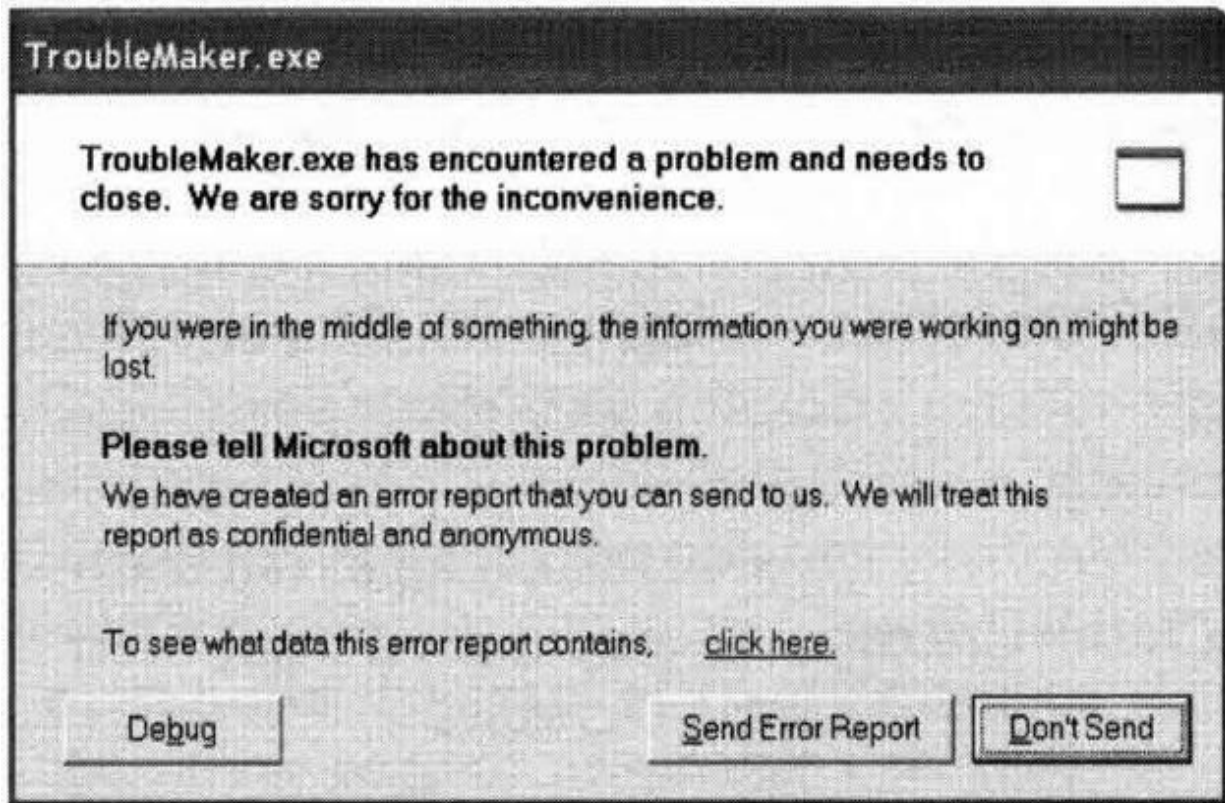 TroubleMaker.exe
TroubleMaker.exe has encountered a problem and needs to
close. We are sorry for the inconvenience.
If you were in the middle of something, the information you were working on might be
lost.
Please tell Microsoft about this problem.
We have created an error report that you can send to us. We will treat this
report as confidential and anonymous.
To see what data this error report contains, click here.
Debug Send Error Report Don't Send